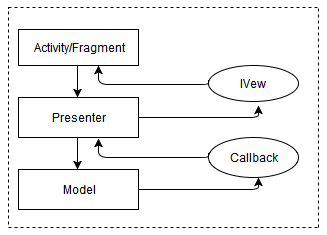 Activity/Fragment
IVew
Presenter
Callback
Model